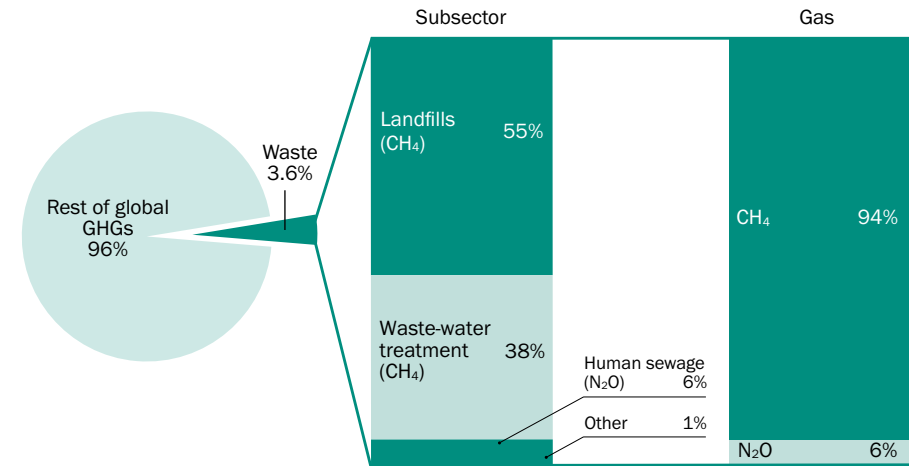 Subsector
Gas
Rest of global
GHGs
96%
Waste
3.6%
Landfills
(CH₄)
55%
Waste-water
treatment
(CH₄)
38%
Human sewage
(N₂O) 6%
Other 1%
CH₄ 94%
N₂O 6%